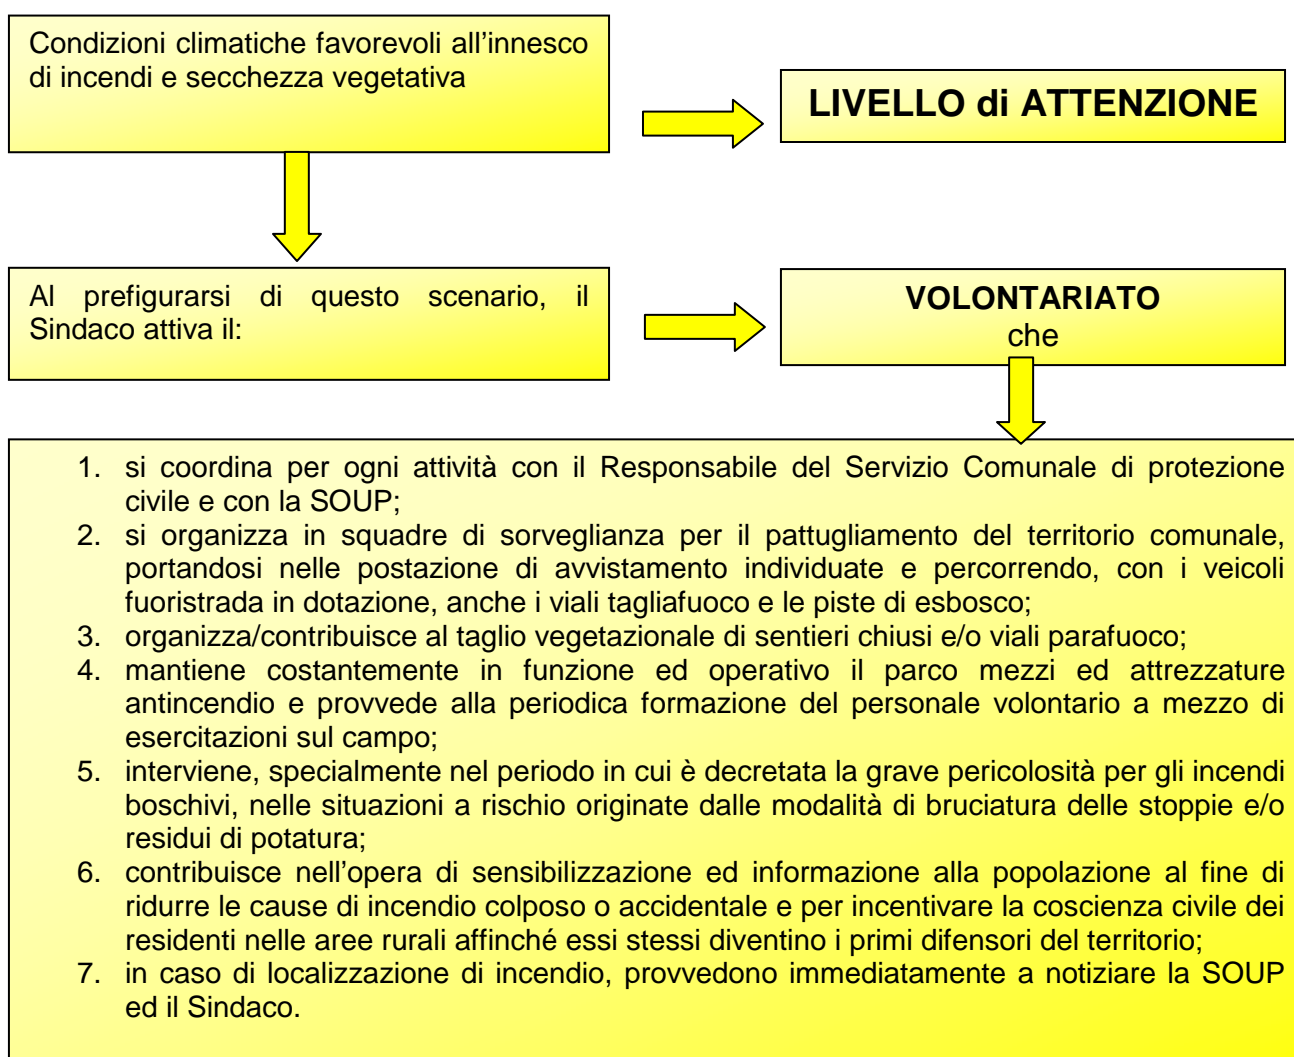 Condizioni climatiche favorevoli all’innesco
di incendi e secchezza vegetativa
LIVELLO di ATTENZIONE
Al prefigurarsi di questo scenario, il
Sindaco attiva il:
VOLONTARIATO
che
1. si coordina per ogni attività con il Responsabile del Servizio Comunale di protezione
civile e con la SOUP;
2. si organizza in squadre di sorveglianza per il pattugliamento del territorio comunale,
portandosi nelle postazione di avvistamento individuate e percorrendo, con i veicoli
fuoristrada in dotazione, anche i viali tagliafuoco e le piste di esbosco;
3. organizza/contribuisce al taglio vegetazionale di sentieri chiusi e/o viali parafuoco;
4. mantiene costantemente in funzione ed operativo il parco mezzi ed attrezzature
antincendio e provvede alla periodica formazione del personale volontario a mezzo di
esercitazioni sul campo;
5. interviene, specialmente nel periodo in cui è decretata la grave pericolosità per gli incendi
boschivi, nelle situazioni a rischio originate dalle modalità di bruciatura delle stoppie e/o
residui di potatura;
6. contribuisce nell’opera di sensibilizzazione ed informazione alla popolazione al fine di
ridurre le cause di incendio colposo o accidentale e per incentivare la coscienza civile dei
residenti nelle aree rurali affinché essi stessi diventino i primi difensori del territorio;
7. in caso di localizzazione di incendio, provvedono immediatamente a notiziare la SOUP
ed il Sindaco.